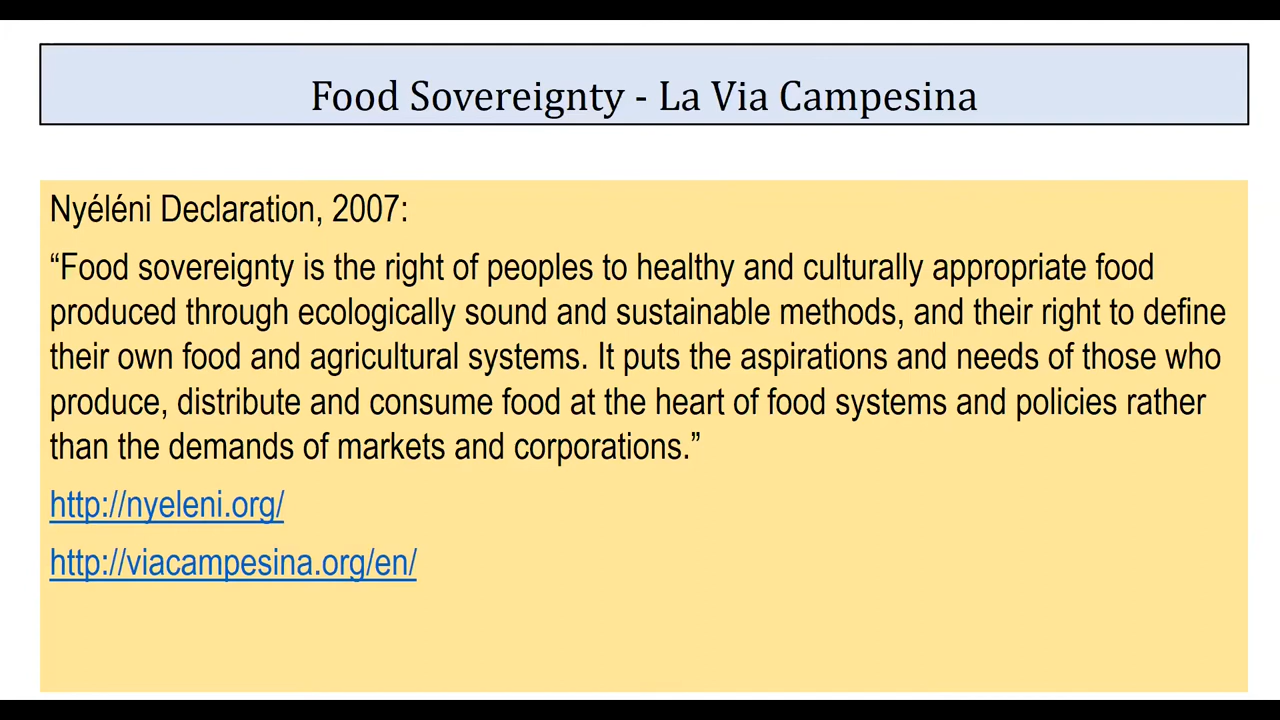 Food Sovereignty - La Via Campesina
Nyéléni Declaration, 2007:
“Food sovereignty is the right of peoples to healthy and culturally appropriate food
produced through ecologically sound and sustainable methods, and their right to define
their own food and agricultural systems. It puts the aspirations and needs of those who
produce, distribute and consume food at the heart of food systems and policies rather
than the demands of markets and corporations.”
http://nyeleni.org/
http://viacampesina.org/en/